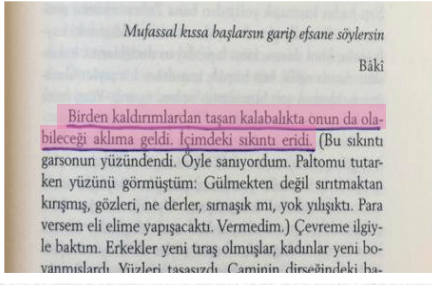 Mufassal kıssa başlarsın garip efsane söylersin
Bâkî
Birden kaldırımlardan taşan kalabalıkta onun da ola-
bileceği aklıma geldi. İçimdeki sıkıntı eridi. (Bu sıkıntı
garsonun yüzündendi. Öyle sanıyordum. Paltomu tutar-
ken yüzünü görmüştüm: Gülmekten değil sırıtmaktan
kırışmış, gözleri, ne derler, sırnaşık mı, yok yılışıktı. Para
versem eli elime yapışacaktı. Vermedim.) Çevreme ilgiy-
le baktım. Erkekler yeni tıraş olmuşlar, kadınlar yeni bo-
yanmışlardı. Yüzleri tasasızdı. Caminin dirseğindeki ba-